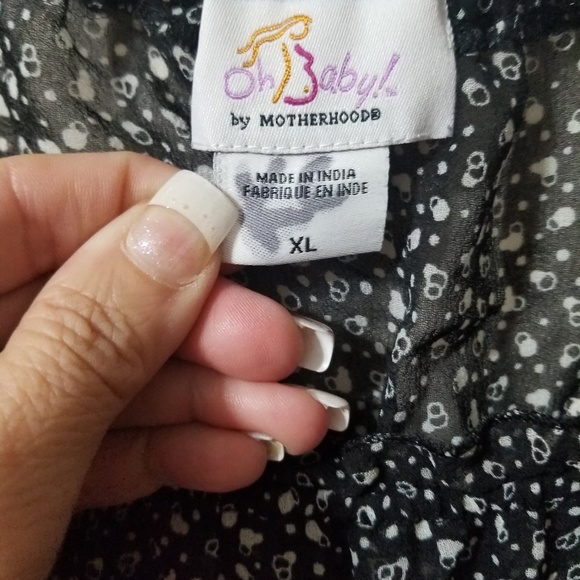 Oh Baby!
by MOTHERHOOD®
MADE IN INDIA
FABRIQUE EN INDE
XL